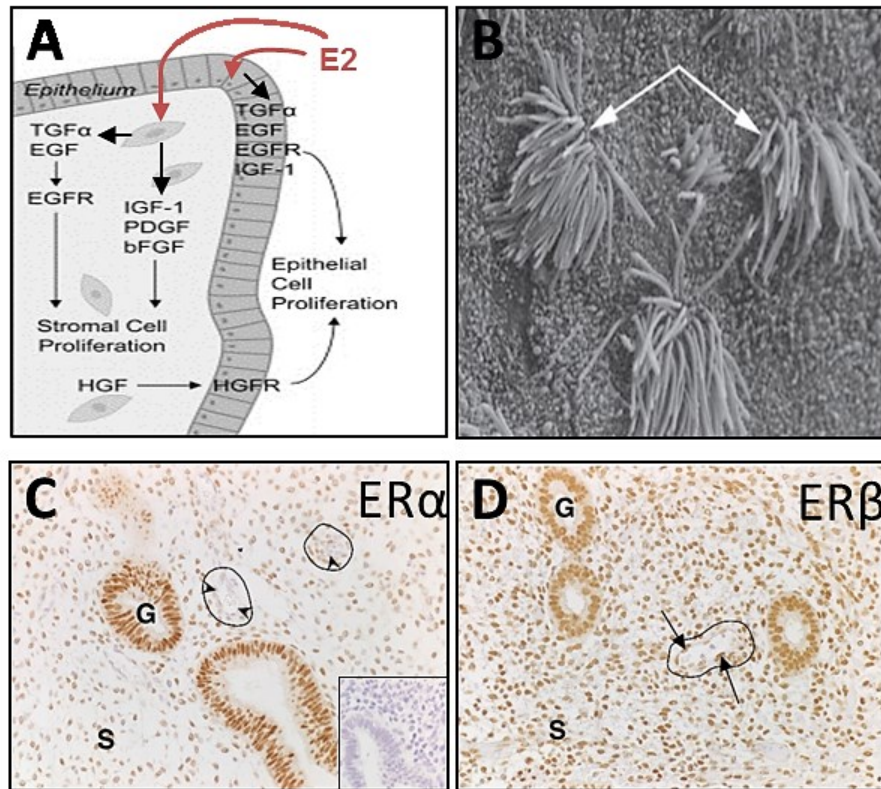 A
E2
Epithelium
TGFα
EGF
EGFR
IGF-1
PDGF
bFGF
Stromal Cell
Proliferation
TGFα
EGF
EGFR
IGF-1
Epithelial
Cell
Proliferation
HGF
HGFR
B
C
ERα
G
S
D
ERβ
G
S